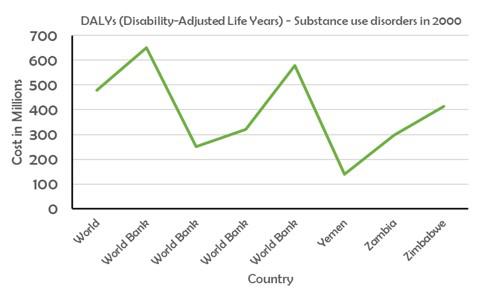 DALYs (Disability-Adjusted Life Years) - Substance use disorders in 2000
700
600
500
400
300
200
100
0
Cost in Millions
World
World Bank
World Bank
World Bank
World Bank
Yemen
Zambia
Zimbabwe
Country